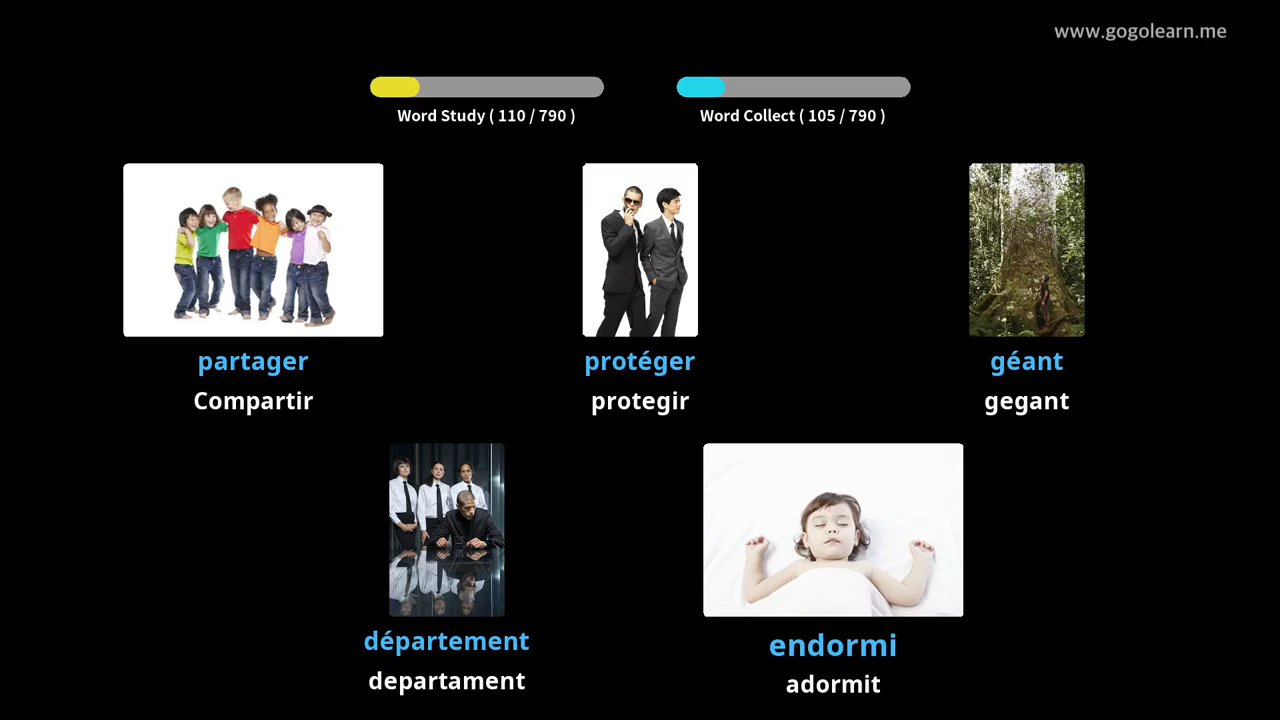 www.gogolearn.me
Word Study ( 110 / 790 )
Word Collect ( 105 / 790 )
partager
protéger
géant
Compartir
protegir
gegant
département
endormi
departament
adormit